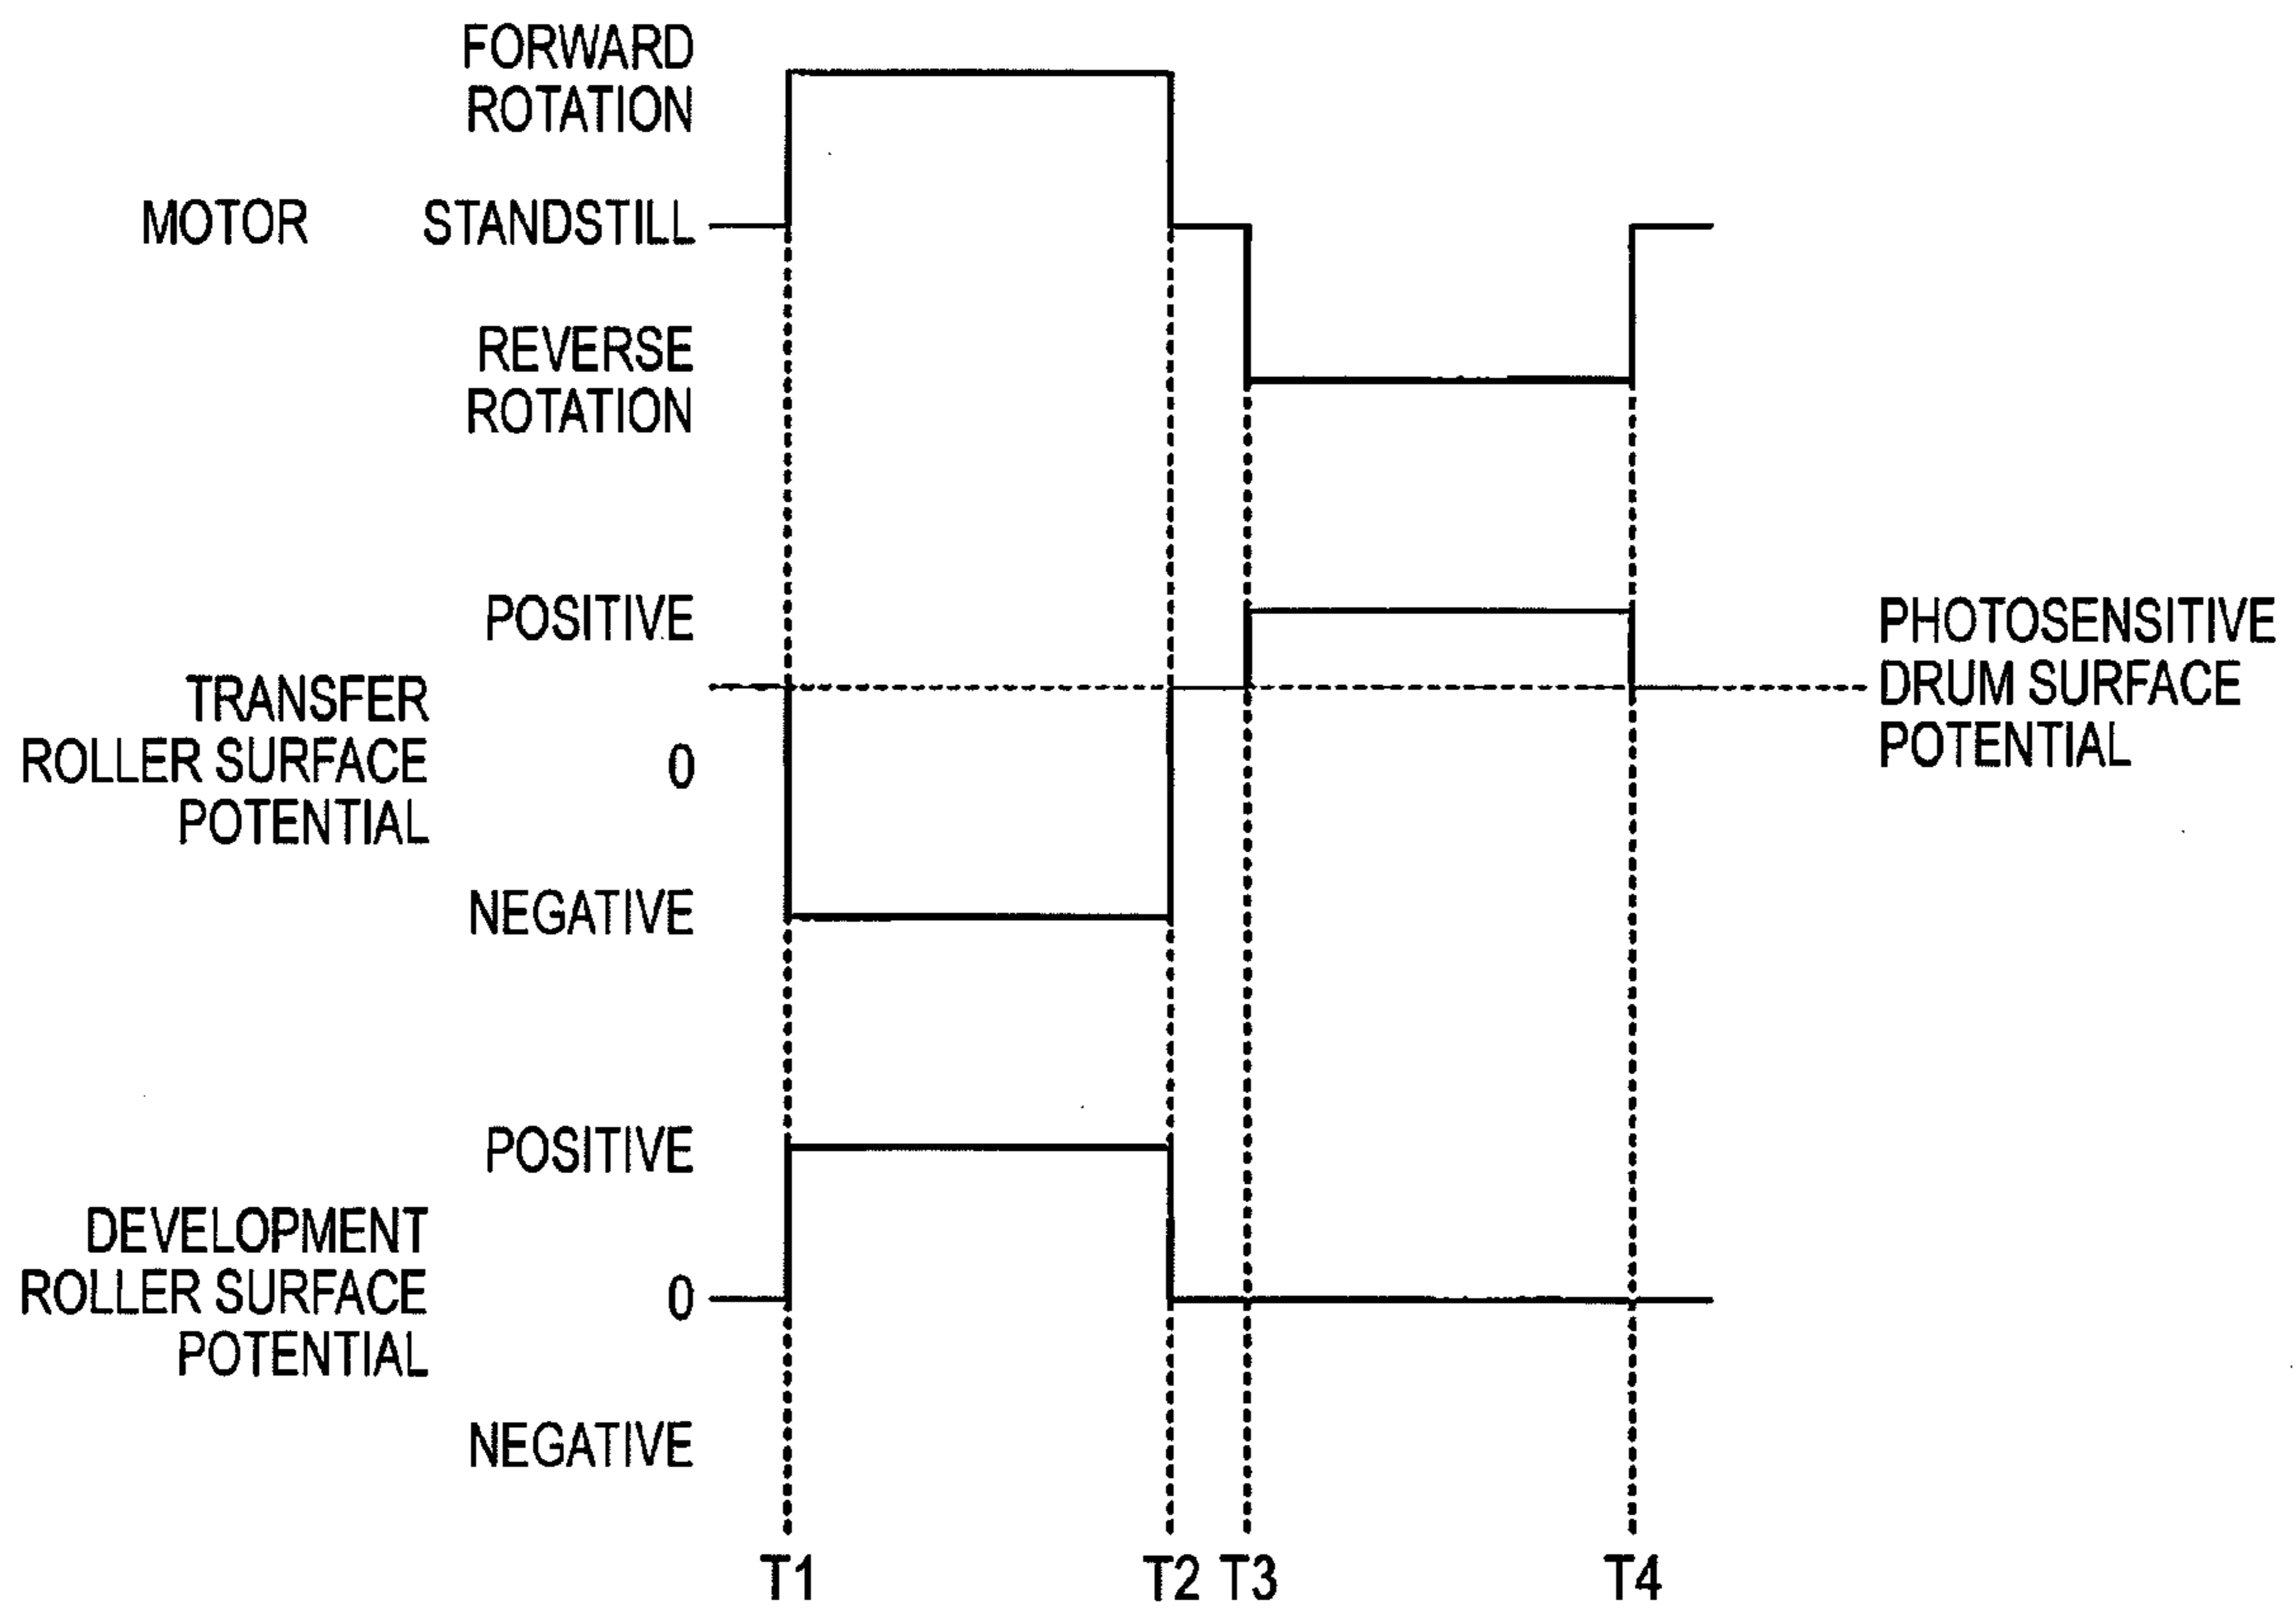 FORWARD
ROTATION
MOTOR STANDSTILL
REVERSE
ROTATION
POSITIVE
TRANSFER
ROLLER SURFACE
POTENTIAL
0
NEGATIVE
PHOTOSENSITIVE
DRUM SURFACE
POTENTIAL
POSITIVE
DEVELOPMENT
ROLLER SURFACE
POTENTIAL
0
NEGATIVE
T1 T2 T3 T4